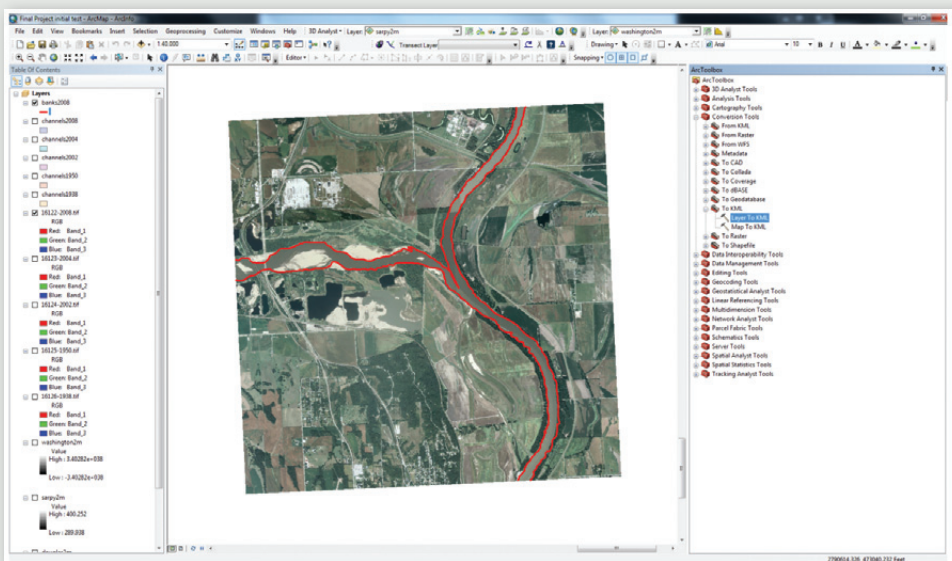 Final Project initial test - ArcMap - ArcInfo
File Edit View Bookmarks Insert Selection Geoprocessing Customize Windows Help 3D Analyst Layer: sarpy2m Layer: washington2m
1:40,000 Transect Layer Drawing Arial 10 B I U A
Editor Snapping
Table Of Contents
Layers
banks2008
channels2008
channels2004
channels2002
channels1950
channels1938
16122-2008.tif
RGB
Red: Band_1
Green: Band_2
Blue: Band_3
16123-2004.tif
RGB
Red: Band_1
Green: Band_2
Blue: Band_3
16124-2002.tif
RGB
Red: Band_1
Green: Band_2
Blue: Band_3
16125-1950.tif
RGB
Red: Band_1
Green: Band_2
Blue: Band_3
16126-1938.tif
RGB
Red: Band_1
Green: Band_2
Blue: Band_3
washington2m
Value
High : 3.40282e+038
Low : -3.40282e+038
sarpy2m
Value
High : 400.252
Low : 289.938
ArcToolbox
ArcToolbox
3D Analyst Tools
Analysis Tools
Cartography Tools
Conversion Tools
From KML
From Raster
From WFS
Metadata
To CAD
To Collada
To Coverage
To dBASE
To Geodatabase
To KML
Layer To KML
Map To KML
To Raster
To Shapefile
Data Interoperability Tools
Data Management Tools
Editing Tools
Geocoding Tools
Geostatistical Analyst Tools
Linear Referencing Tools
Multidimension Tools
Network Analyst Tools
Parcel Fabric Tools
Schematics Tools
Server Tools
Spatial Analyst Tools
Spatial Statistics Tools
Tracking Analyst Tools